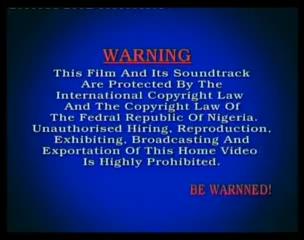 WARNING
This Film And Its Soundtrack
Are Protected By The
International Copyright Law
And The Copyright Law Of
The Fedral Republic Of Nigeria.
Unauthorised Hiring, Reproduction,
Exhibiting, Broadcasting And
Exportation Of This Home Video
Is Highly Prohibited.
BE WARNNED!